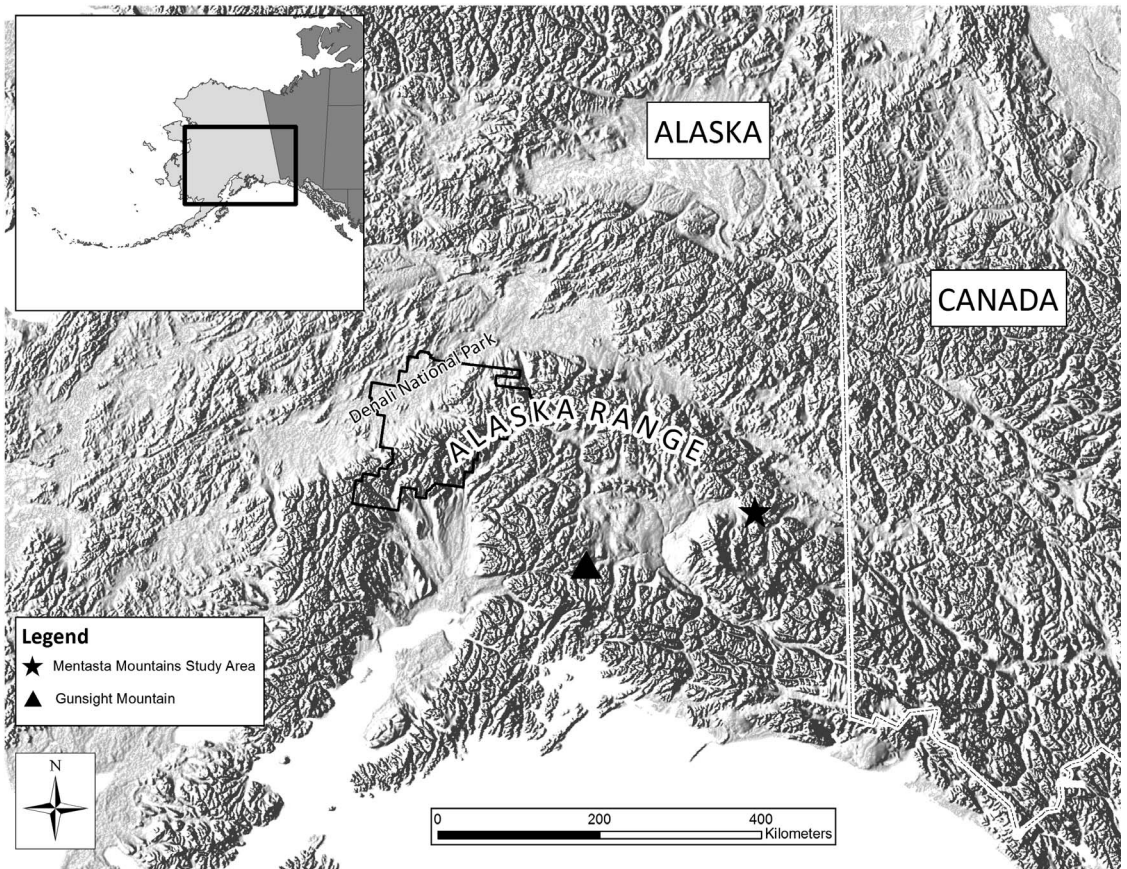 ALASKA
CANADA
Denali National Park
ALASKA RANGE
Legend
Mentasta Mountains Study Area
Gunsight Mountain
N
0 200 400
Kilometers